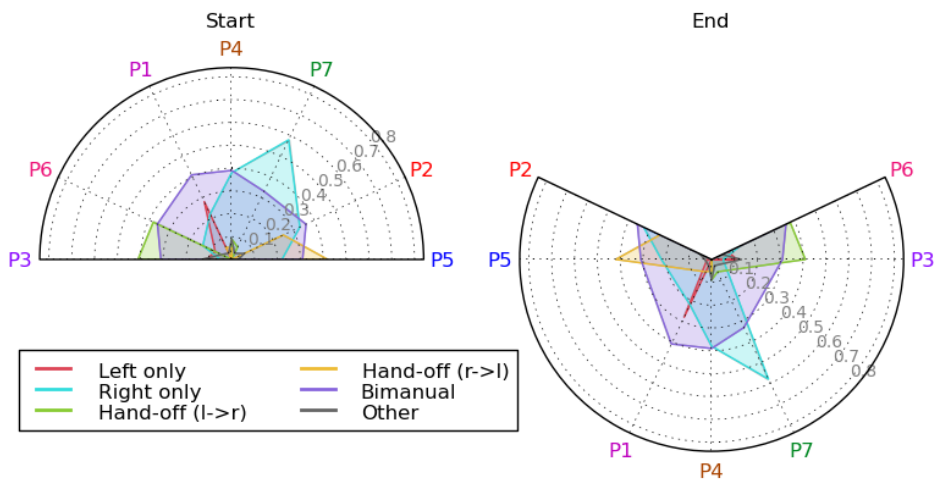 Start
End
P4
P1
P7
P6
P2
P3
P5
0.1
0.2
0.3
0.4
0.5
0.6
0.7
0.8
P2
P6
P5
P3
0.1
0.2
0.3
0.4
0.5
0.6
0.7
0.8
P1
P7
P4
Left only
Right only
Hand-off (l->r)
Hand-off (r->l)
Bimanual
Other